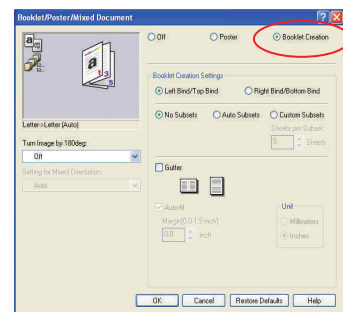 Booklet/Poster/Mixed Document
Off Poster Booklet Creation
Booklet Creation Settings
Left Bind/Top Bind Right Bind/Bottom Bind
No Subsets Auto Subsets Custom Subsets
Sheets per Subset:
5 Sheets
Letter->Letter (Auto)
Turn Image by 180deg:
Off
Setting for Mixed Orientation:
Auto
Gutter
Autofit
Margin(0.0-1.9 inch)
0.0 inch
Unit
Millimeters
Inches
OK Cancel Restore Defaults Help